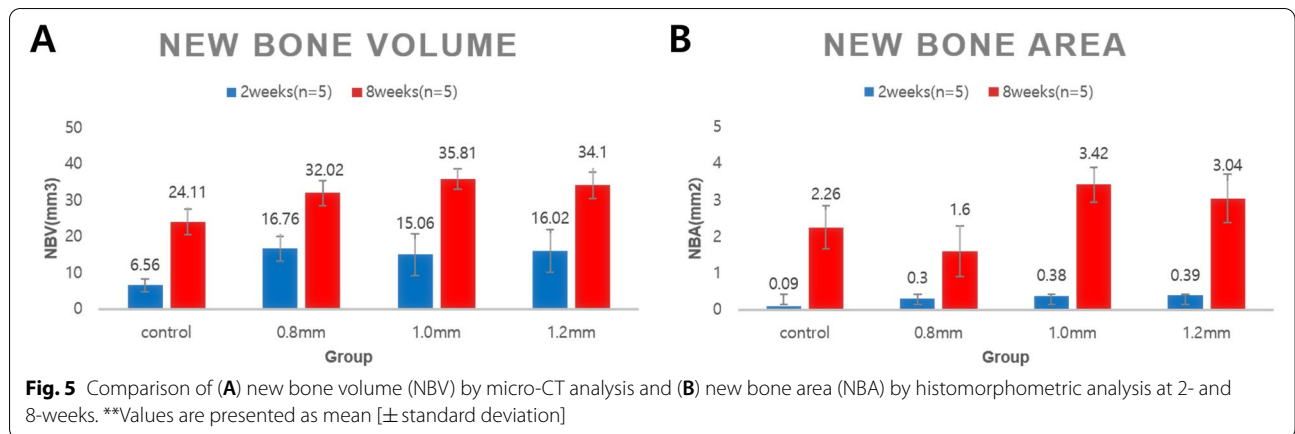 A NEW BONE VOLUME
2weeks(n=5) 8weeks(n=5)
NBV(mm3)
50
40
30
20
10
0
6.56
24.11
16.76
32.02
15.06
35.81
16.02
34.1
control 0.8mm 1.0mm 1.2mm
Group
B NEW BONE AREA
2weeks(n=5) 8weeks(n=5)
NBA(mm2)
5
4
3
2
1
0
0.09
2.26
0.3
1.6
0.38
3.42
0.39
3.04
control 0.8mm 1.0mm 1.2mm
Group
Fig. 5 Comparison of (A) new bone volume (NBV) by micro-CT analysis and (B) new bone area (NBA) by histomorphometric analysis at 2- and
8-weeks. **Values are presented as mean [± standard deviation]